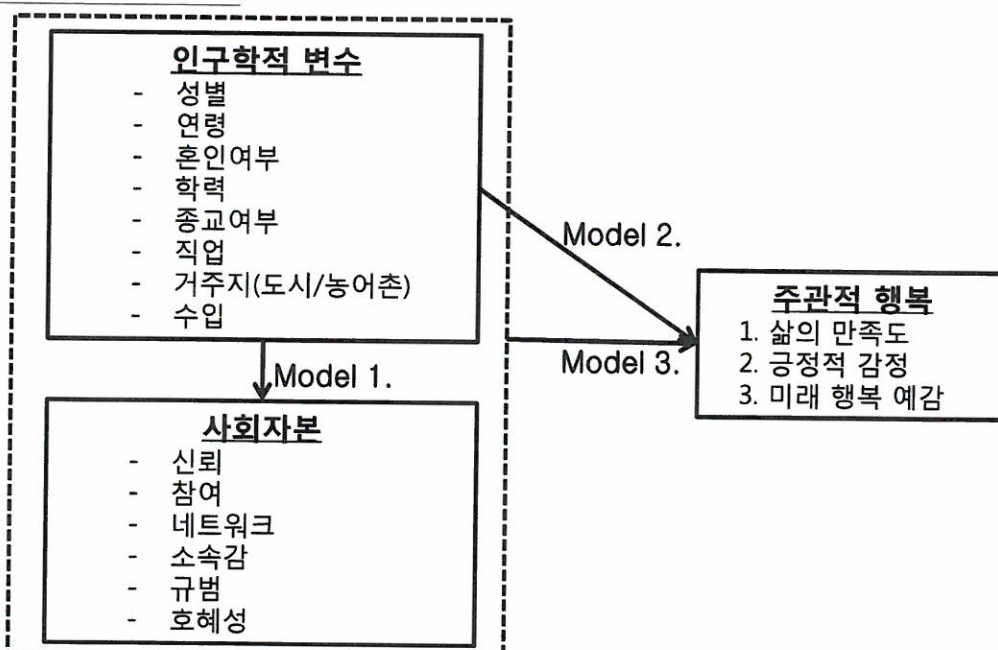 인구학적 변수
- 성별
- 연령
- 혼인여부
- 학력
- 종교여부
- 직업
- 거주지(도시/농어촌)
- 수입
Model 1.
사회자본
- 신뢰
- 참여
- 네트워크
- 소속감
- 규범
- 호혜성
Model 2.
Model 3.
주관적 행복
1. 삶의 만족도
2. 긍정적 감정
3. 미래 행복 예감